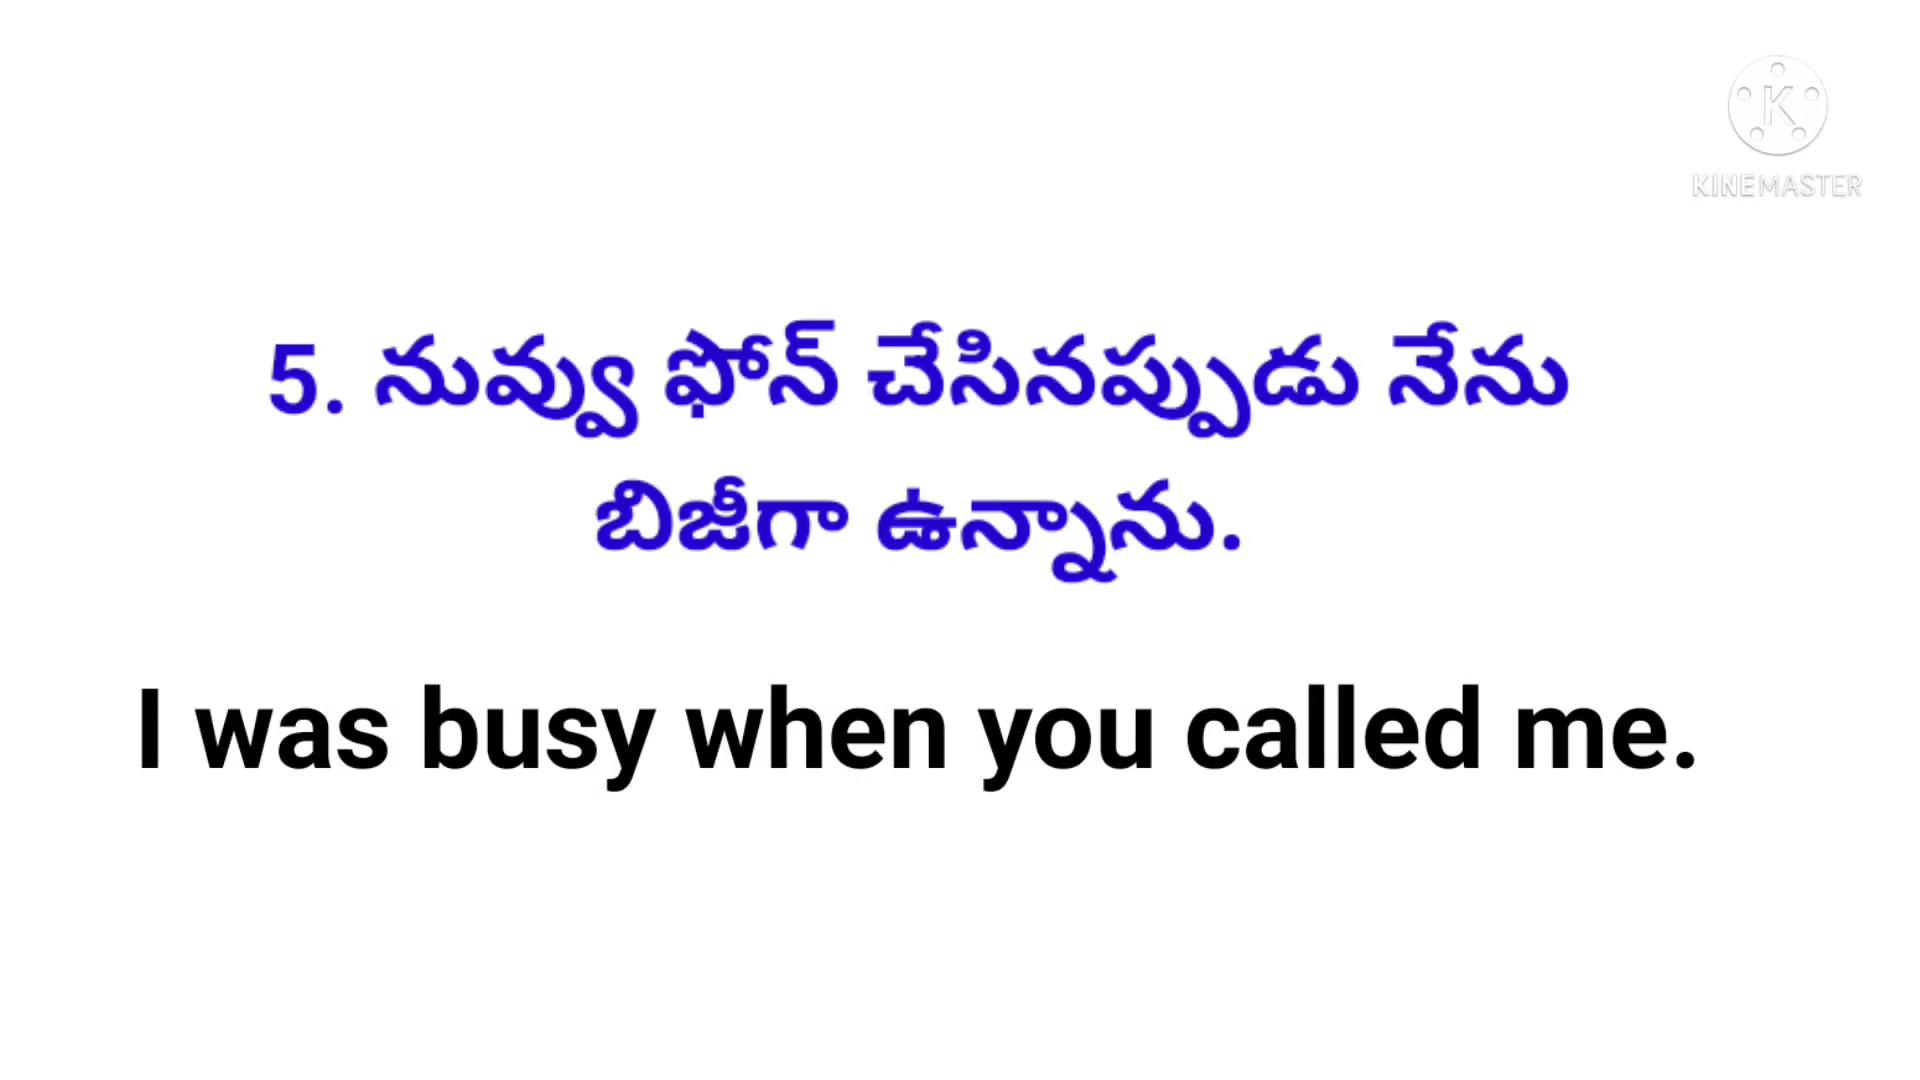 KINEMASTER
5. నువ్వు ఫోన్ చేసినప్పుడు నేను
బిజీగా ఉన్నాను.
I was busy when you called me.